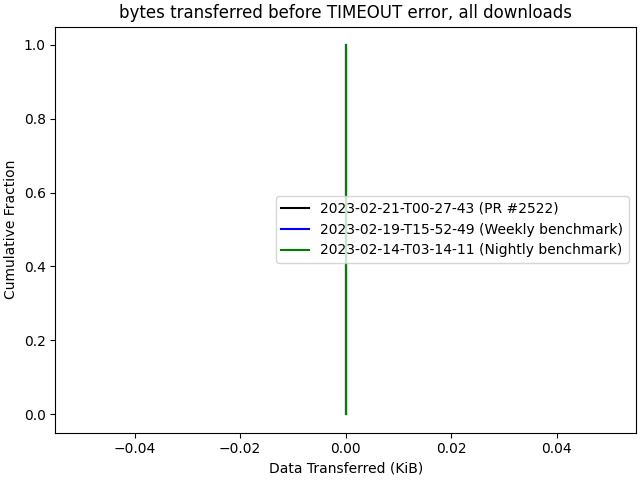 bytes transferred before TIMEOUT error, all downloads
1.0
0.8
0.6
0.4
0.2
0.0
Cumulative Fraction
2023-02-21-T00-27-43 (PR #2522)
2023-02-19-T15-52-49 (Weekly benchmark)
2023-02-14-T03-14-11 (Nightly benchmark)
−0.04 −0.02 0.00 0.02 0.04
Data Transferred (KiB)